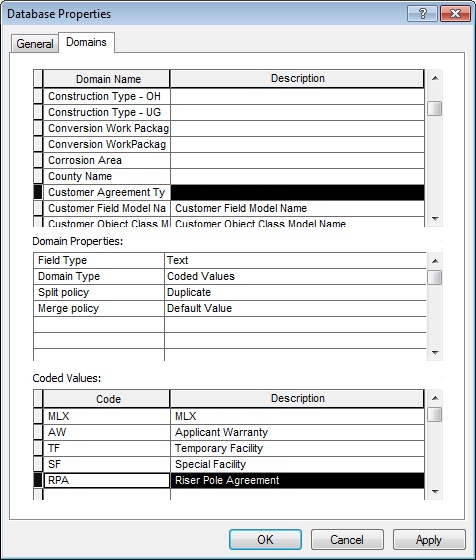 Database Properties
General Domains
Domain Name Description
Construction Type - OH
Construction Type - UG
Conversion Work Packag
Conversion WorkPackag
Corrosion Area
County Name
Customer Agreement Ty
Customer Field Model Na Customer Field Model Name
Customer Object Class M Customer Object Class Model Name
Domain Properties:
Field Type Text
Domain Type Coded Values
Split policy Duplicate
Merge policy Default Value
Coded Values:
Code Description
MLX MLX
AW Applicant Warranty
TF Temporary Facility
SF Special Facility
RPA Riser Pole Agreement
OK Cancel Apply